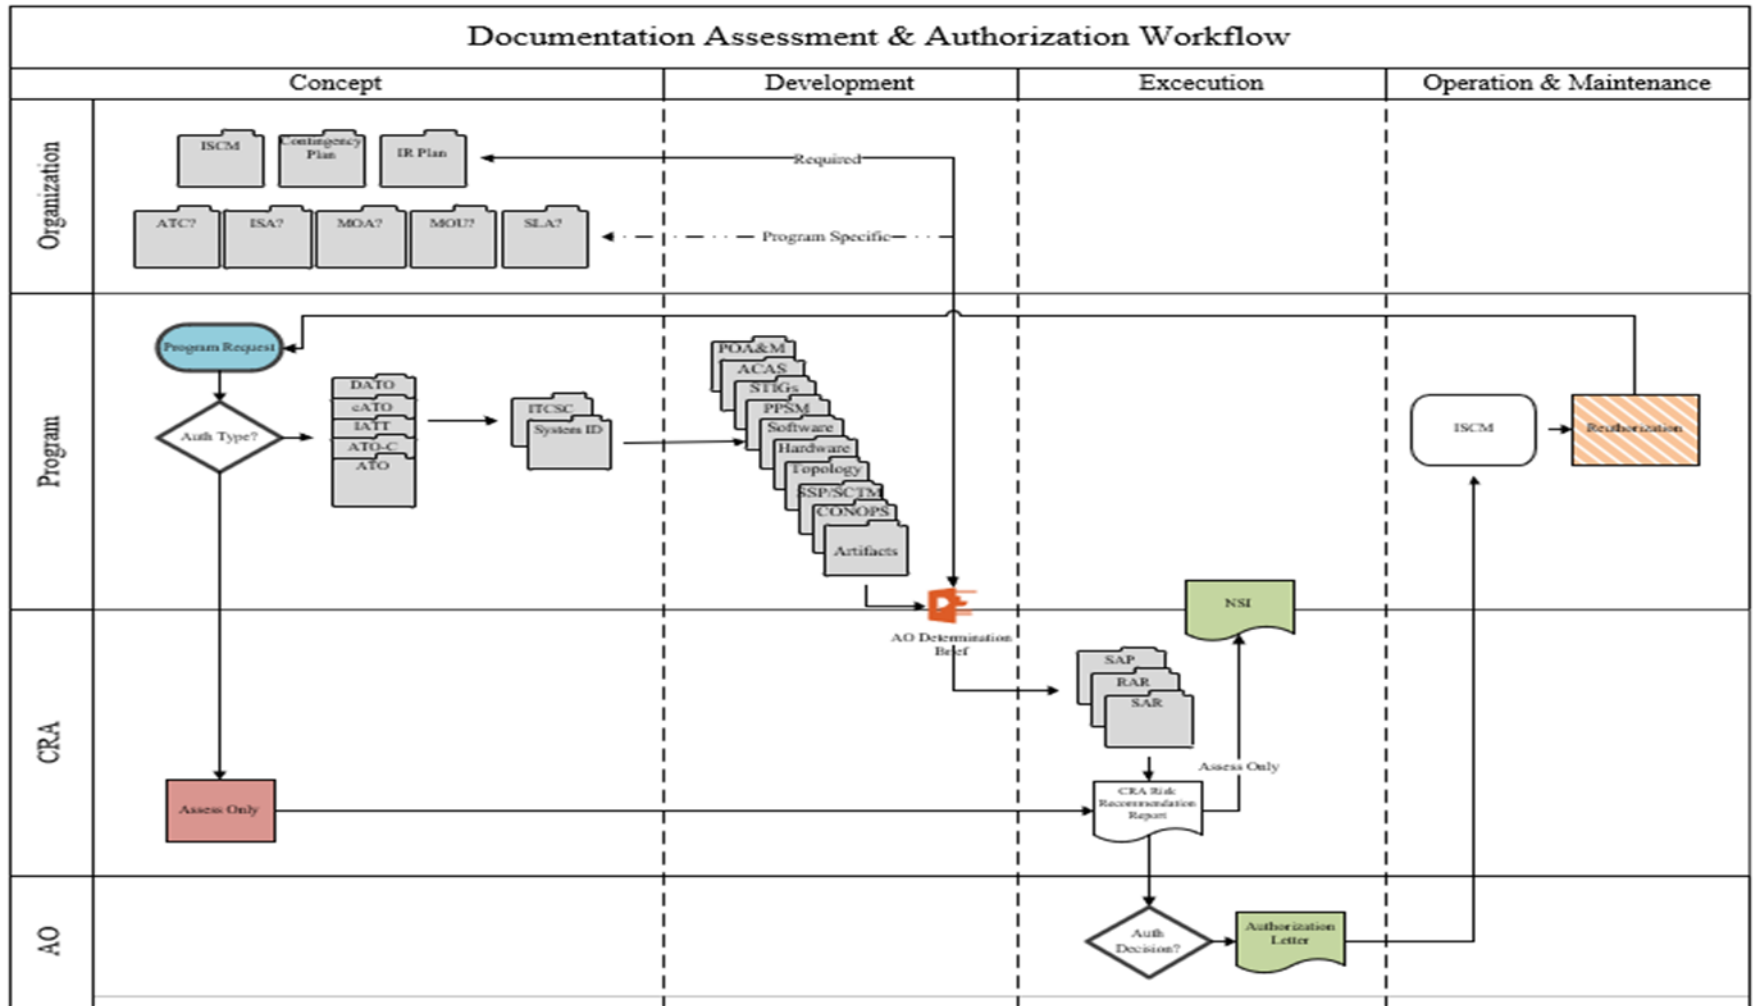 Documentation Assessment & Authorization Workflow
Concept
Development
Excecution
Operation & Maintenance
Organization
ISCM
Contingency
Plan
IR Plan
Required
ATC?
ISA?
MOA?
MOU?
SLA?
Program Specific
Program
Program Request
Auth Type?
DATO
cATO
IATT
ATO-C
ATO
ITCSC
System ID
POA&M
ACAS
STIGs
PPSM
Software
Hardware
Topology
SSP/SCTM
CONOPS
Artifacts
ISCM
Reuthorization
NSI
AO Determination
Brief
CRA
SAP
RAR
SAR
Assess Only
Assess Only
CRA Risk
Recommendation
Report
AO
Auth
Decision?
Authorization
Letter